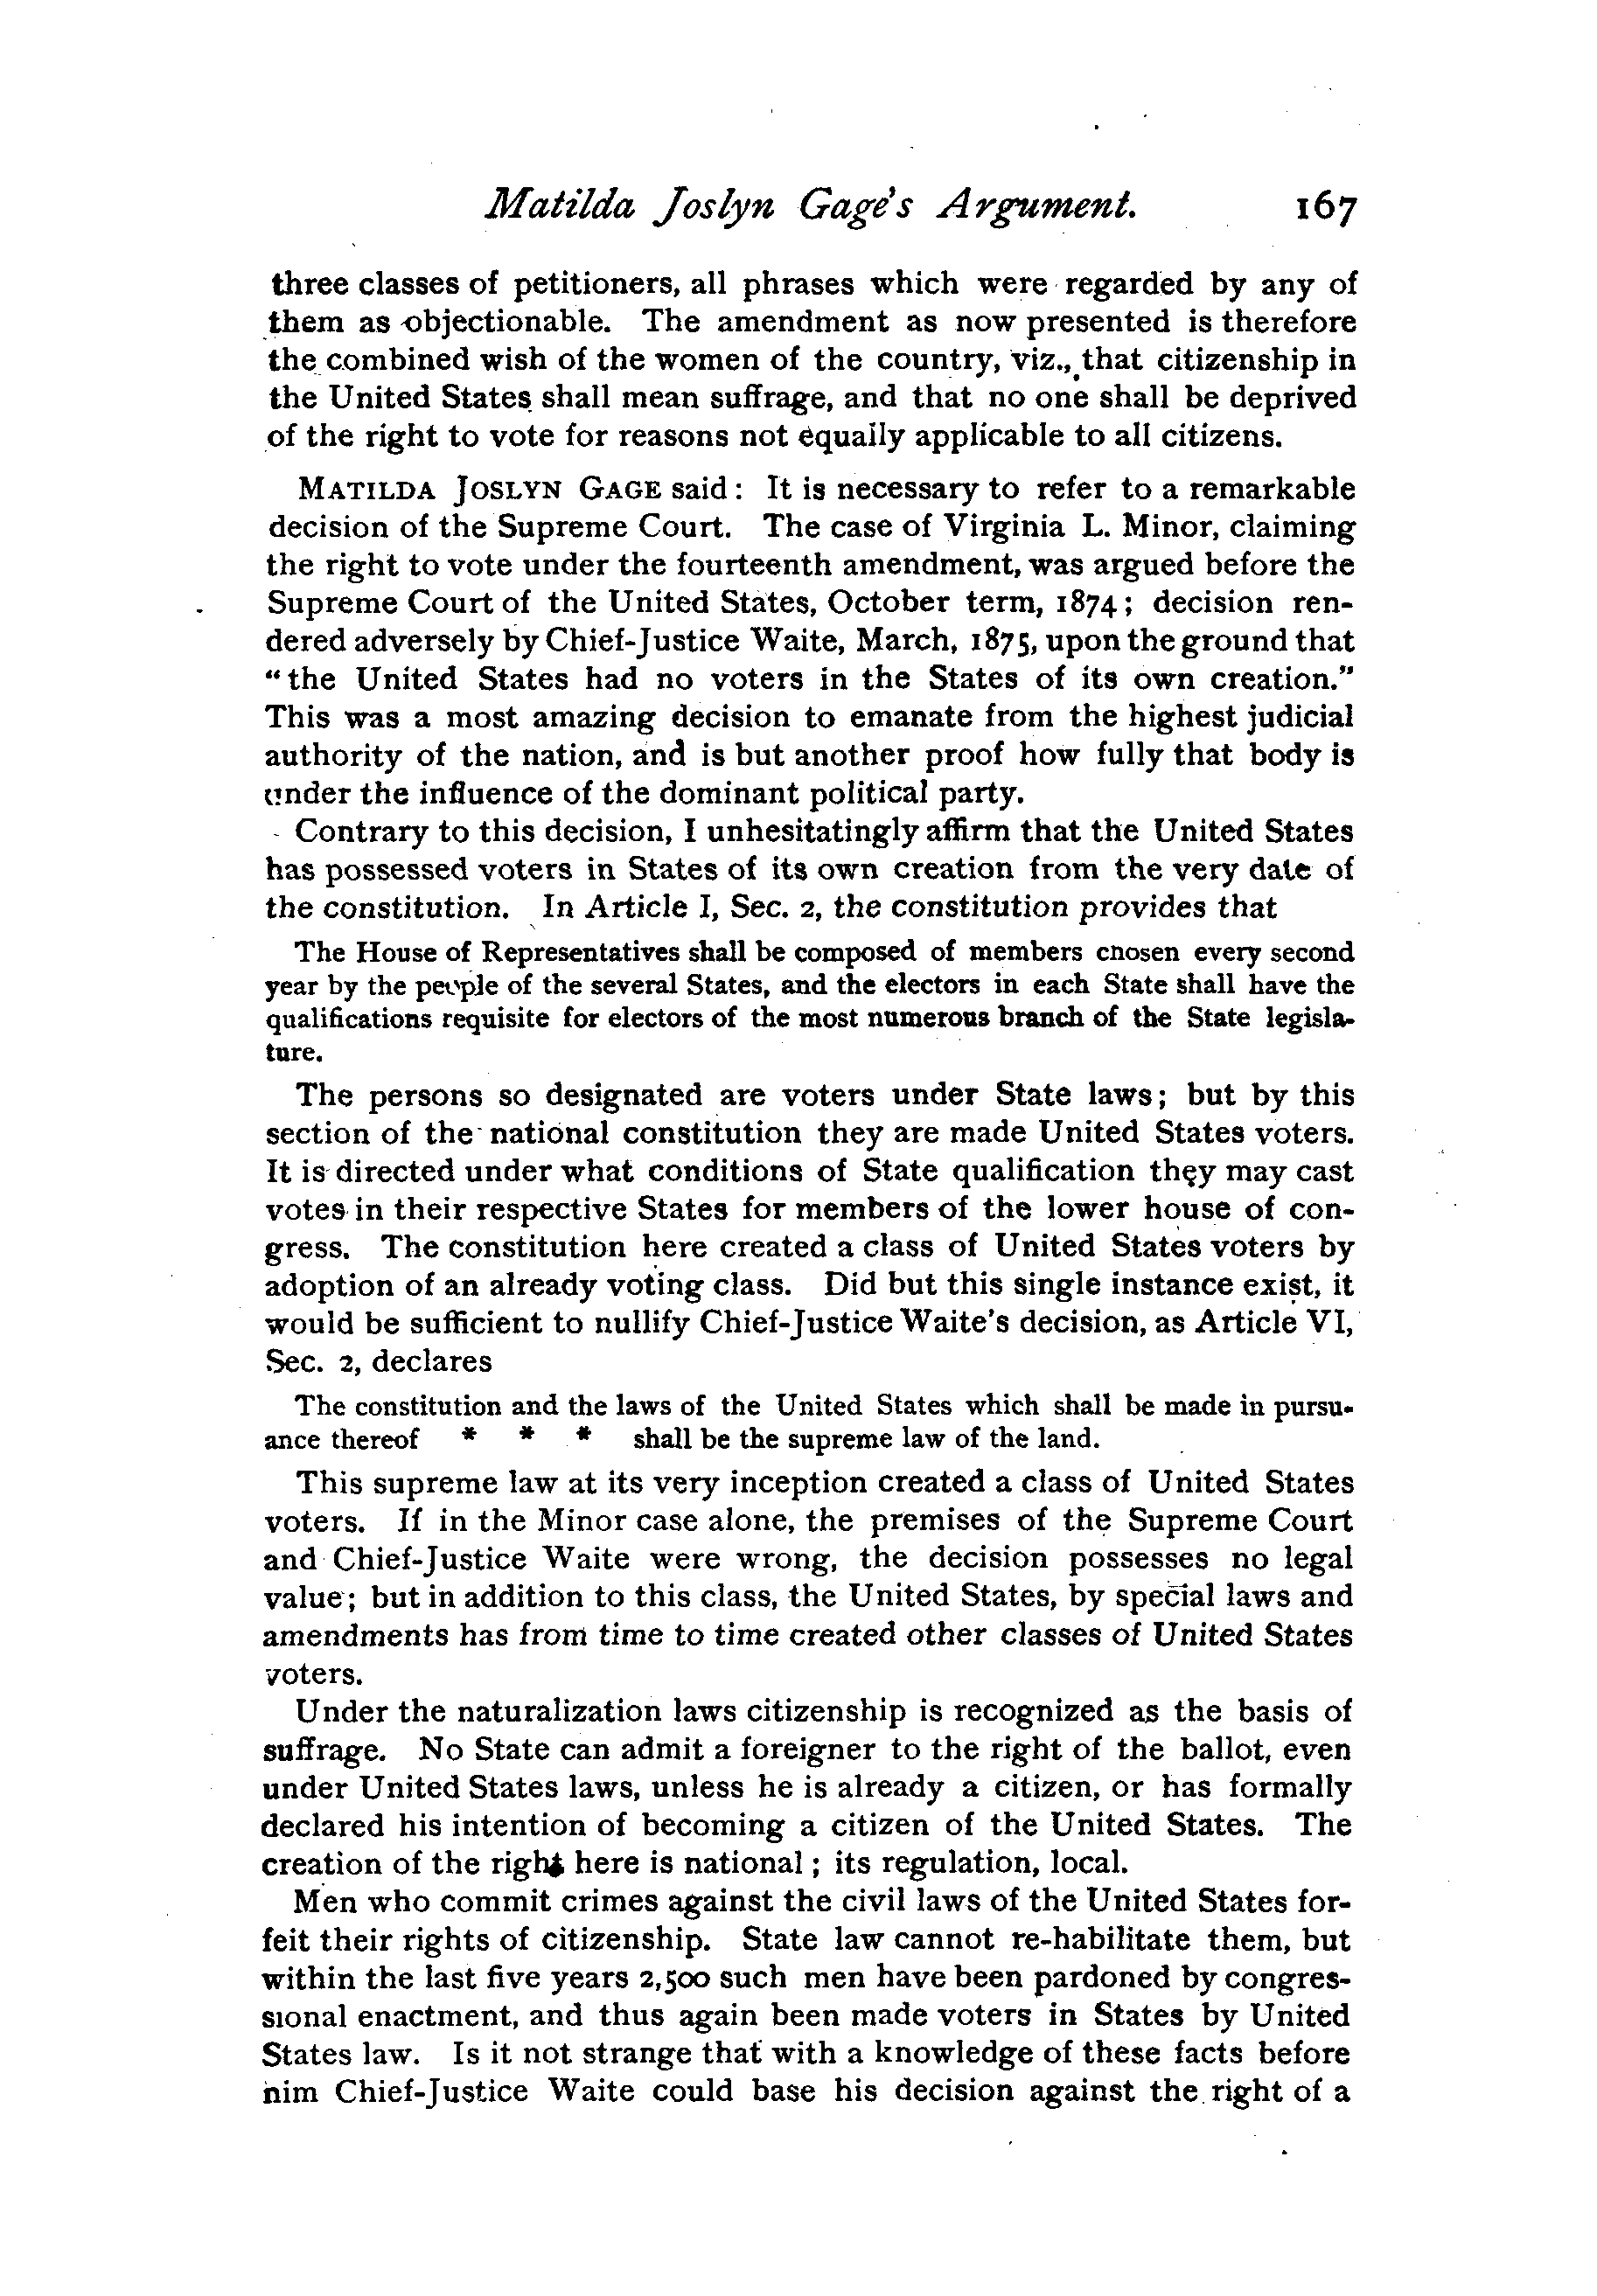 Matilda Joslyn Gage's Argument. 167
three classes of petitioners, all phrases which were regarded by any of
them as objectionable. The amendment as now presented is therefore
the combined wish of the women of the country, viz., that citizenship in
the United States shall mean suffrage, and that no one shall be deprived
of the right to vote for reasons not equally applicable to all citizens.
MATILDA JOSLYN GAGE said: It is necessary to refer to a remarkable
decision of the Supreme Court. The case of Virginia L. Minor, claiming
the right to vote under the fourteenth amendment, was argued before the
Supreme Court of the United States, October term, 1874; decision ren-
dered adversely by Chief-Justice Waite, March, 1875, upon the ground that
"the United States had no voters in the States of its own creation."
This was a most amazing decision to emanate from the highest judicial
authority of the nation, and is but another proof how fully that body is
under the influence of the dominant political party.
Contrary to this decision, I unhesitatingly affirm that the United States
has possessed voters in States of its own creation from the very date of
the constitution. In Article I, Sec. 2, the constitution provides that
The House of Representatives shall be composed of members chosen every second
year by the people of the several States, and the electors in each State shall have the
qualifications requisite for electors of the most numerous branch of the State legisla-
ture.
The persons so designated are voters under State laws; but by this
section of the national constitution they are made United States voters.
It is directed under what conditions of State qualification they may cast
votes in their respective States for members of the lower house of con-
gress. The constitution here created a class of United States voters by
adoption of an already voting class. Did but this single instance exist, it
would be sufficient to nullify Chief-Justice Waite's decision, as Article VI,
Sec. 2, declares
The constitution and the laws of the United States which shall be made in pursu-
ance thereof * * * shall be the supreme law of the land.
This supreme law at its very inception created a class of United States
voters. If in the Minor case alone, the premises of the Supreme Court
and Chief-Justice Waite were wrong, the decision possesses no legal
value; but in addition to this class, the United States, by special laws and
amendments has from time to time created other classes of United States
voters.
Under the naturalization laws citizenship is recognized as the basis of
suffrage. No State can admit a foreigner to the right of the ballot, even
under United States laws, unless he is already a citizen, or has formally
declared his intention of becoming a citizen of the United States. The
creation of the right here is national; its regulation, local.
Men who commit crimes against the civil laws of the United States for-
feit their rights of citizenship. State law cannot re-habilitate them, but
within the last five years 2,500 such men have been pardoned by congres-
sional enactment, and thus again been made voters in States by United
States law. Is it not strange that with a knowledge of these facts before
him Chief-Justice Waite could base his decision against the right of a